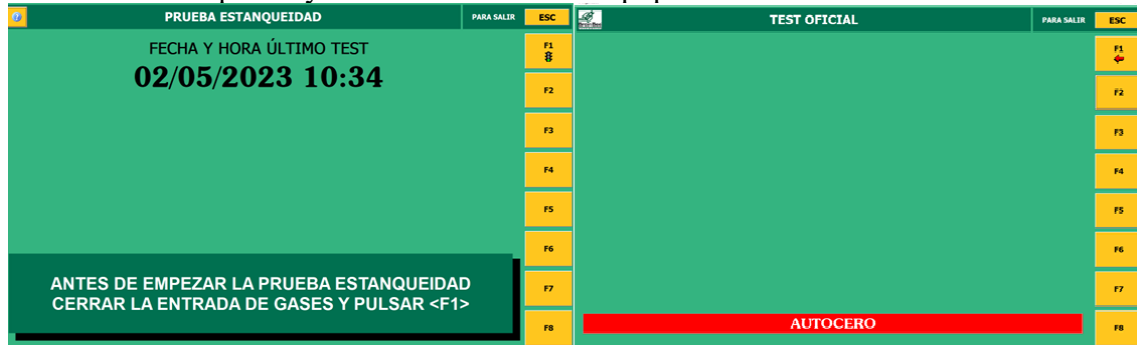 PRUEBA ESTANQUEIDAD
PARA SALIR
ESC
FECHA Y HORA ÚLTIMO TEST
02/05/2023 10:34
F1
F2
F3
F4
F5
F6
F7
F8
ANTES DE EMPEZAR LA PRUEBA ESTANQUEIDAD
CERRAR LA ENTRADA DE GASES Y PULSAR <F1>
TEST OFICIAL
PARA SALIR
ESC
F1
F2
F3
F4
F5
F6
F7
F8
AUTOCERO